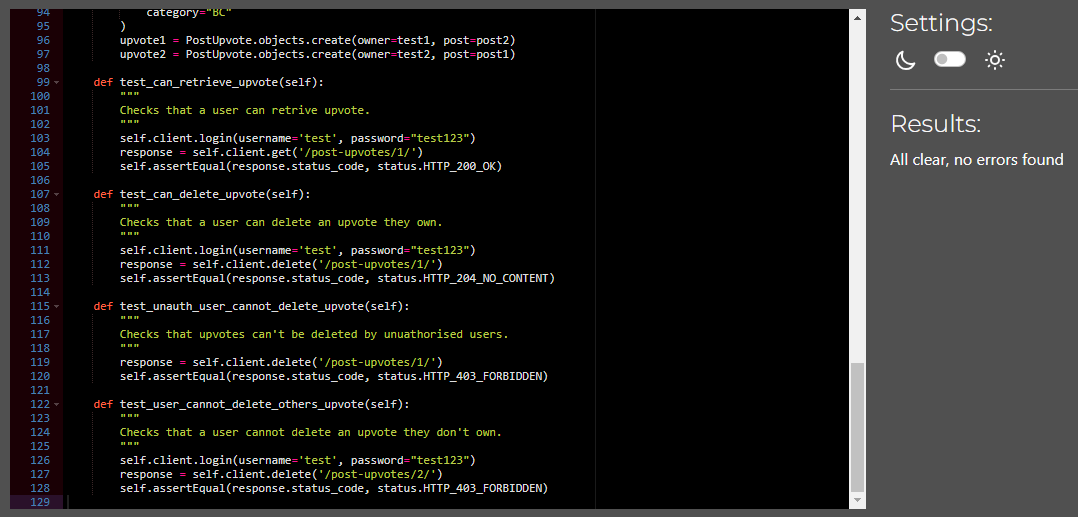 94             category="BC"
95         )
96         upvote1 = PostUpvote.objects.create(owner=test1, post=post2)
97         upvote2 = PostUpvote.objects.create(owner=test2, post=post1)
98
99     def test_can_retrieve_upvote(self):
100         """
101         Checks that a user can retrive upvote.
102         """
103         self.client.login(username='test', password="test123")
104         response = self.client.get('/post-upvotes/1/')
105         self.assertEqual(response.status_code, status.HTTP_200_OK)
106
107     def test_can_delete_upvote(self):
108         """
109         Checks that a user can delete an upvote they own.
110         """
111         self.client.login(username='test', password="test123")
112         response = self.client.delete('/post-upvotes/1/')
113         self.assertEqual(response.status_code, status.HTTP_204_NO_CONTENT)
114
115     def test_unauth_user_cannot_delete_upvote(self):
116         """
117         Checks that upvotes can't be deleted by unuathorised users.
118         """
119         response = self.client.delete('/post-upvotes/1/')
120         self.assertEqual(response.status_code, status.HTTP_403_FORBIDDEN)
121
122     def test_user_cannot_delete_others_upvote(self):
123         """
124         Checks that a user cannot delete an upvote they don't own.
125         """
126         self.client.login(username='test', password="test123")
127         response = self.client.delete('/post-upvotes/2/')
128         self.assertEqual(response.status_code, status.HTTP_403_FORBIDDEN)
129
Settings:
Results:
All clear, no errors found